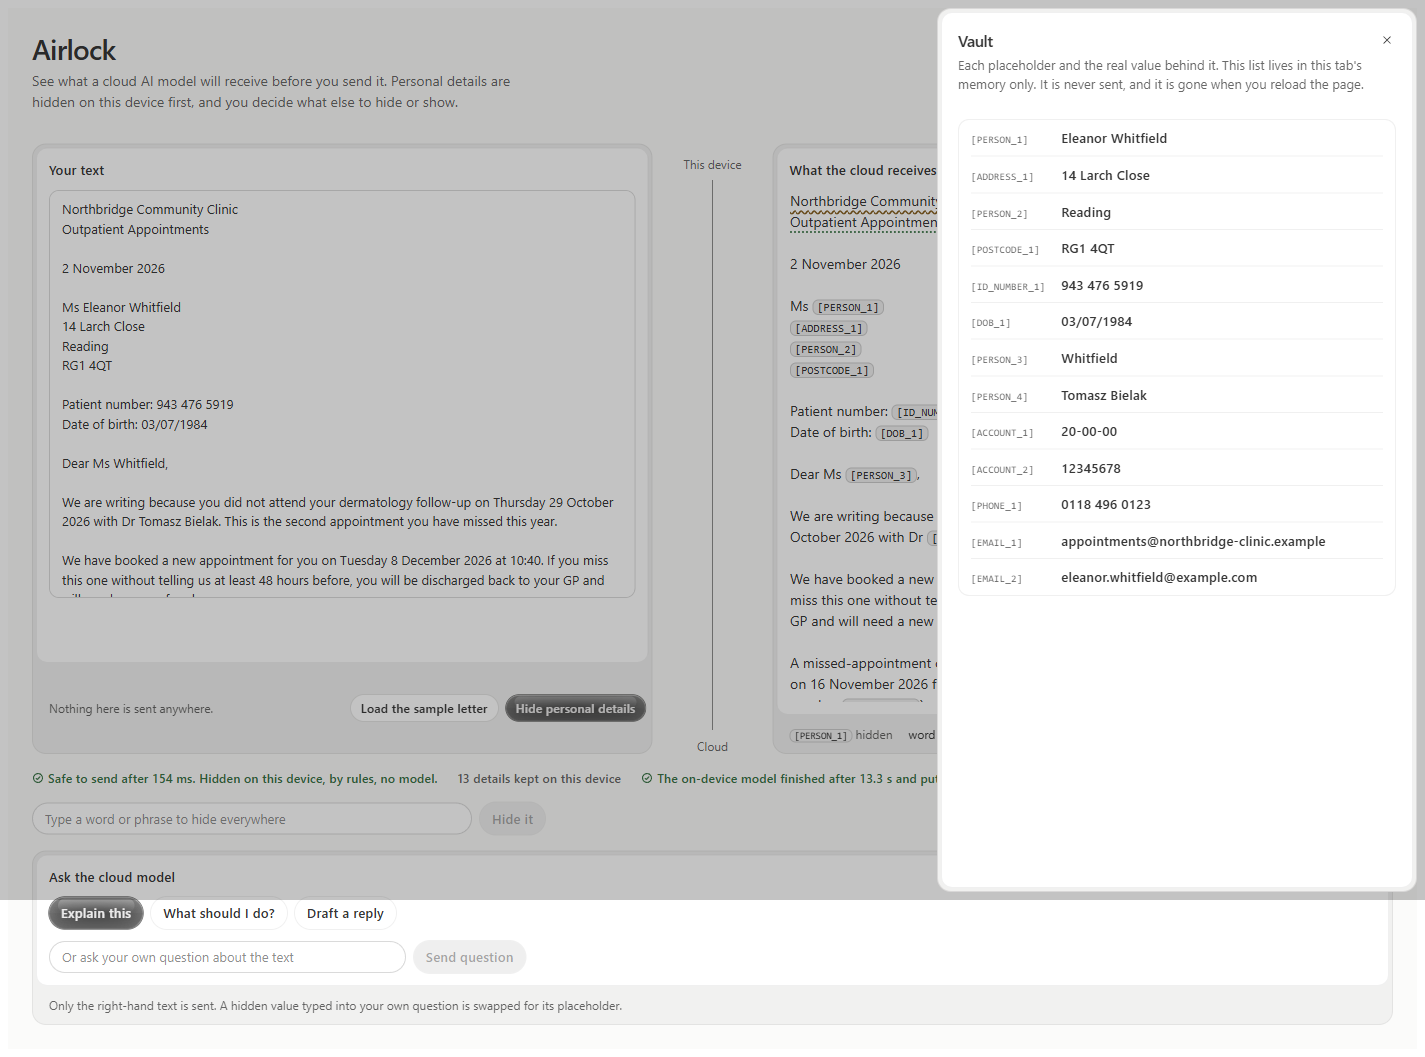 Airlock
See what a cloud AI model will receive before you send it. Personal details are
hidden on this device first, and you decide what else to hide or show.
Your text
Northbridge Community Clinic
Outpatient Appointments
2 November 2026
Ms Eleanor Whitfield
14 Larch Close
Reading
RG1 4QT
Patient number: 943 476 5919
Date of birth: 03/07/1984
Dear Ms Whitfield,
We are writing because you did not attend your dermatology follow-up on Thursday 29 October
2026 with Dr Tomasz Bielak. This is the second appointment you have missed this year.
We have booked a new appointment for you on Tuesday 8 December 2026 at 10:40. If you miss
this one without telling us at least 48 hours before, you will be discharged back to your GP and
Nothing here is sent anywhere.
Load the sample letter
Hide personal details
This device
Cloud
What the cloud receives
Northbridge Community
Outpatient Appointmen
2 November 2026
Ms [PERSON_1]
[ADDRESS_1]
[PERSON_2]
[POSTCODE_1]
Patient number: [ID_NUM
Date of birth: [DOB_1]
Dear Ms [PERSON_3],
We are writing because
October 2026 with Dr [
We have booked a new
miss this one without te
GP and will need a new
A missed-appointment
on 16 November 2026 f
[PERSON_1] hidden word
Safe to send after 154 ms. Hidden on this device, by rules, no model.
13 details kept on this device
The on-device model finished after 13.3 s and put
Type a word or phrase to hide everywhere
Hide it
Ask the cloud model
Explain this
What should I do?
Draft a reply
Or ask your own question about the text
Send question
Only the right-hand text is sent. A hidden value typed into your own question is swapped for its placeholder.
Vault
Each placeholder and the real value behind it. This list lives in this tab's
memory only. It is never sent, and it is gone when you reload the page.
[PERSON_1] Eleanor Whitfield
[ADDRESS_1] 14 Larch Close
[PERSON_2] Reading
[POSTCODE_1] RG1 4QT
[ID_NUMBER_1] 943 476 5919
[DOB_1] 03/07/1984
[PERSON_3] Whitfield
[PERSON_4] Tomasz Bielak
[ACCOUNT_1] 20-00-00
[ACCOUNT_2] 12345678
[PHONE_1] 0118 496 0123
[EMAIL_1] appointments@northbridge-clinic.example
[EMAIL_2] eleanor.whitfield@example.com